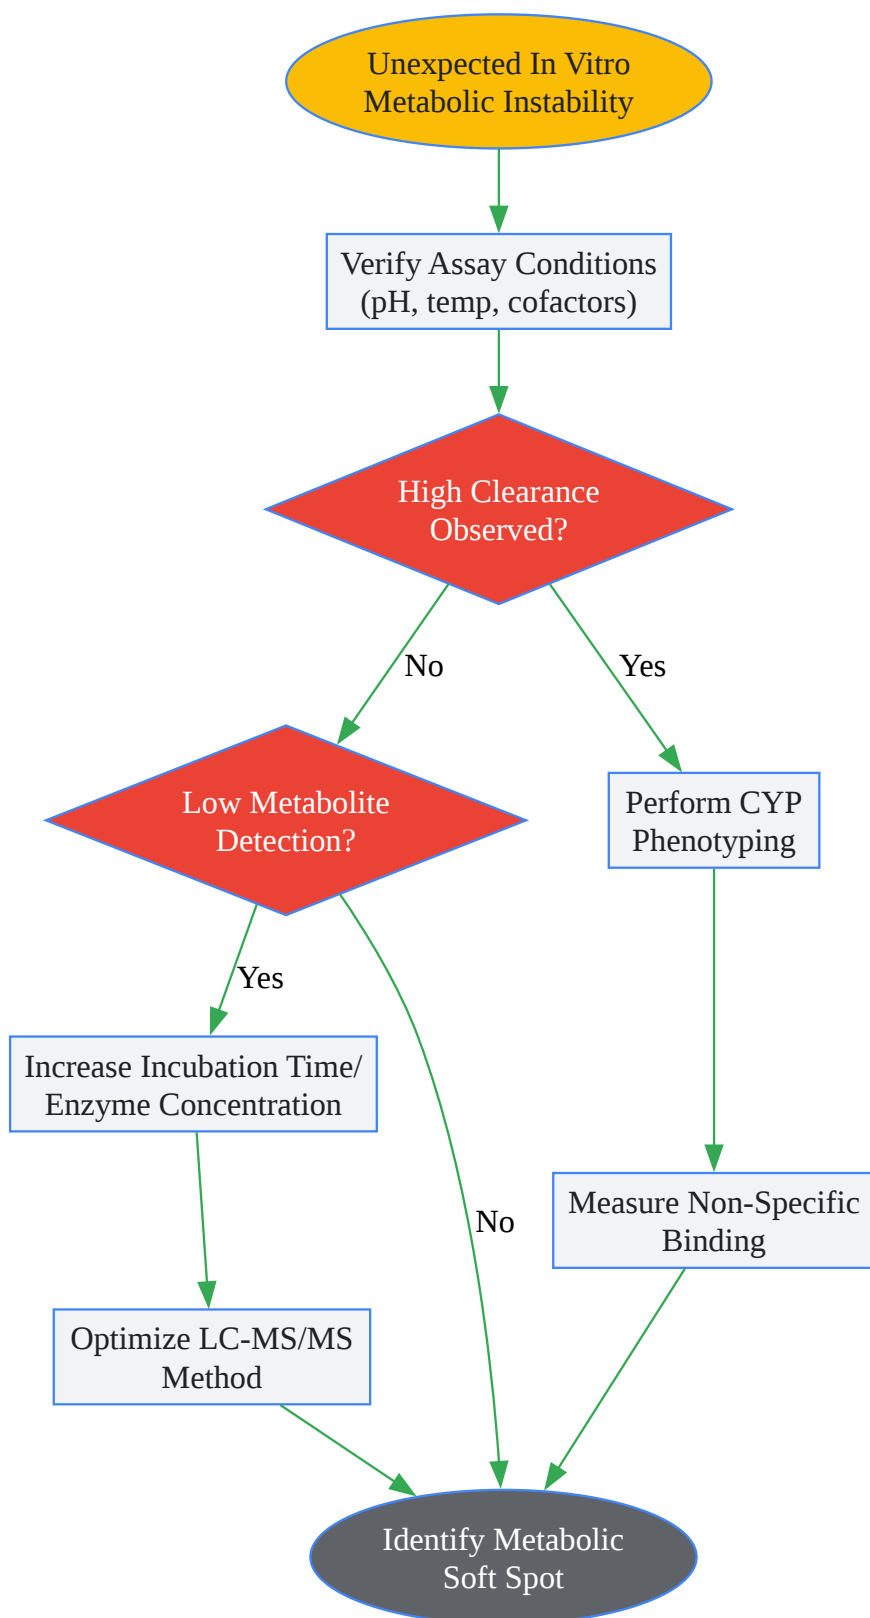 Unexpected In Vitro
Metabolic Instability
Verify Assay Conditions
(pH, temp, cofactors)
High Clearance
Observed?
No
Yes
Low Metabolite
Detection?
Perform CYP
Phenotyping
Yes
Increase Incubation Time/
Enzyme Concentration
No
Measure Non-Specific
Binding
Optimize LC-MS/MS
Method
Identify Metabolic
Soft Spot